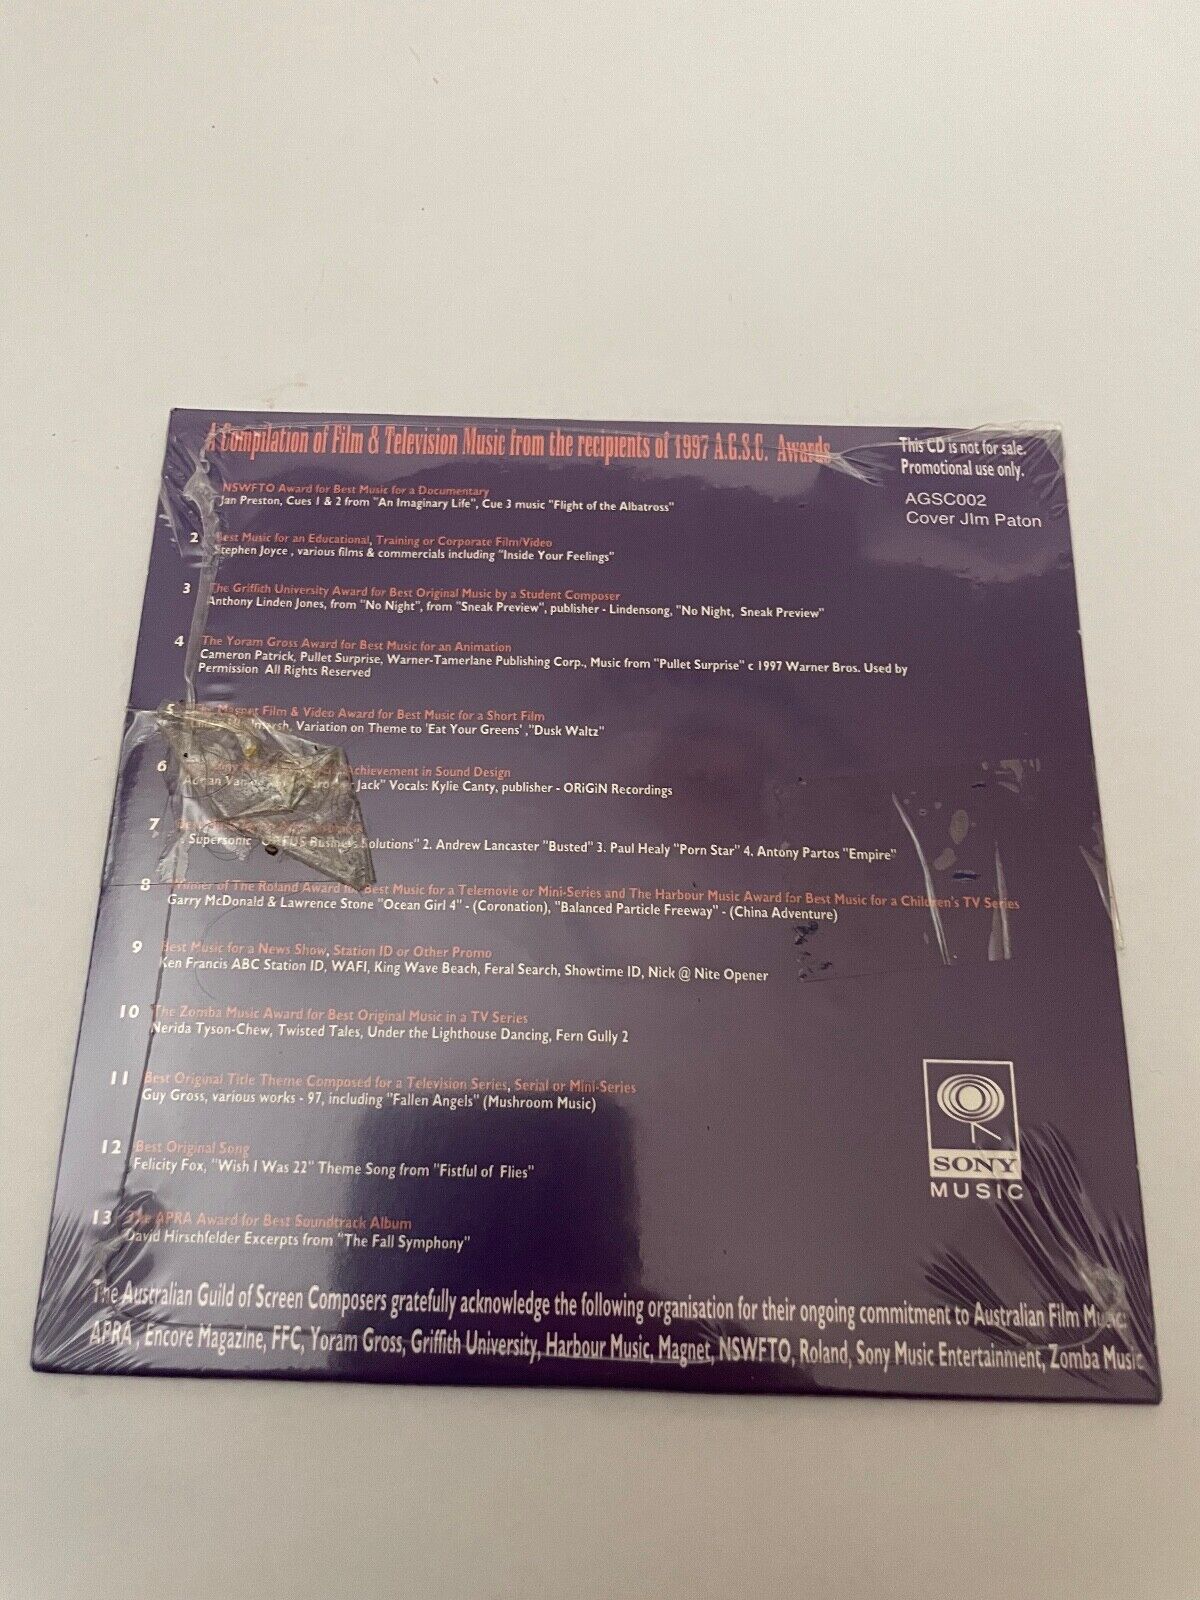 A Compilation of Film & Television Music from the recipients of 1997 A.G.S.C. Awards
This CD is not for sale.
Promotional use only.
AGSC002
Cover JIm Paton
NSWFTO Award for Best Music for a Documentary
Jan Preston, Cues 1 & 2 from "An Imaginary Life", Cue 3 music "Flight of the Albatross"
2 Best Music for an Educational, Training or Corporate Film/Video
Stephen Joyce , various films & commercials including "Inside Your Feelings"
3 The Griffith University Award for Best Original Music by a Student Composer
Anthony Linden Jones, from "No Night", from "Sneak Preview", publisher - Lindensong, "No Night, Sneak Preview"
4 The Yoram Gross Award for Best Music for an Animation
Cameron Patrick, Pullet Surprise, Warner-Tamerlane Publishing Corp., Music from "Pullet Surprise" c 1997 Warner Bros. Used by
Permission All Rights Reserved
5 Magnet Film & Video Award for Best Music for a Short Film
Variation on Theme to 'Eat Your Greens' ,"Dusk Waltz"
6 Achievement in Sound Design
Adrian Van Jack" Vocals: Kylie Canty, publisher - ORiGiN Recordings
7
Supersonic Solutions" 2. Andrew Lancaster "Busted" 3. Paul Healy "Porn Star" 4. Antony Partos "Empire"
8 Winner of The Roland Award for Best Music for a Telemovie or Mini-Series and The Harbour Music Award for Best Music for a Children's TV Series
Garry McDonald & Lawrence Stone "Ocean Girl 4" - (Coronation), "Balanced Particle Freeway" - (China Adventure)
9 Best Music for a News Show, Station ID or Other Promo
Ken Francis ABC Station ID, WAFI, King Wave Beach, Feral Search, Showtime ID, Nick @ Nite Opener
10 The Zomba Music Award for Best Original Music in a TV Series
Nerida Tyson-Chew, Twisted Tales, Under the Lighthouse Dancing, Fern Gully 2
11 Best Original Title Theme Composed for a Television Series, Serial or Mini-Series
Guy Gross, various works - 97, including "Fallen Angels" (Mushroom Music)
12 Best Original Song
Felicity Fox, "Wish I Was 22" Theme Song from "Fistful of Flies"
13 The APRA Award for Best Soundtrack Album
David Hirschfelder Excerpts from "The Fall Symphony"
SONY
MUSIC
The Australian Guild of Screen Composers gratefully acknowledge the following organisation for their ongoing commitment to Australian Film Music:
APRA , Encore Magazine, FFC, Yoram Gross, Griffith University, Harbour Music, Magnet, NSWFTO, Roland, Sony Music Entertainment, Zomba Music